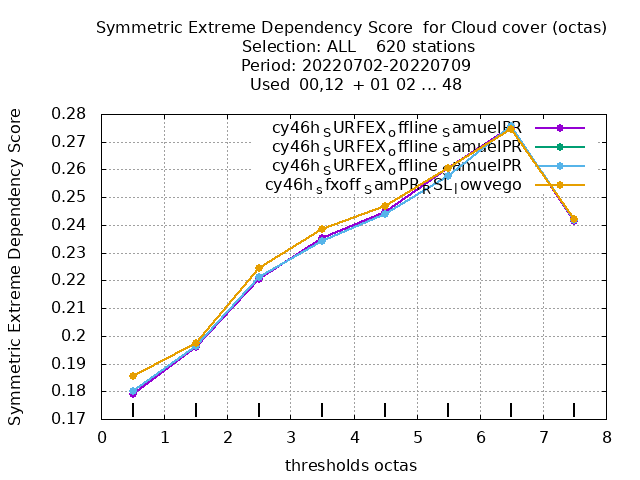 Symmetric Extreme Dependency Score for Cloud cover (octas)
Selection: ALL 620 stations
Period: 20220702-20220709
Used 00,12 + 01 02 ... 48
Symmetric Extreme Dependency Score
0.28
0.27
0.26
0.25
0.24
0.23
0.22
0.21
0.2
0.19
0.18
0.17
cy46h_sURFEX_offline_samuelPR
cy46h_sURFEX_offline_samuelPR
cy46h_sURFEX_offline_samuelPR
cy46h_sfxoff_samPR_RSL_lowvego
0 1 2 3 4 5 6 7 8
thresholds octas